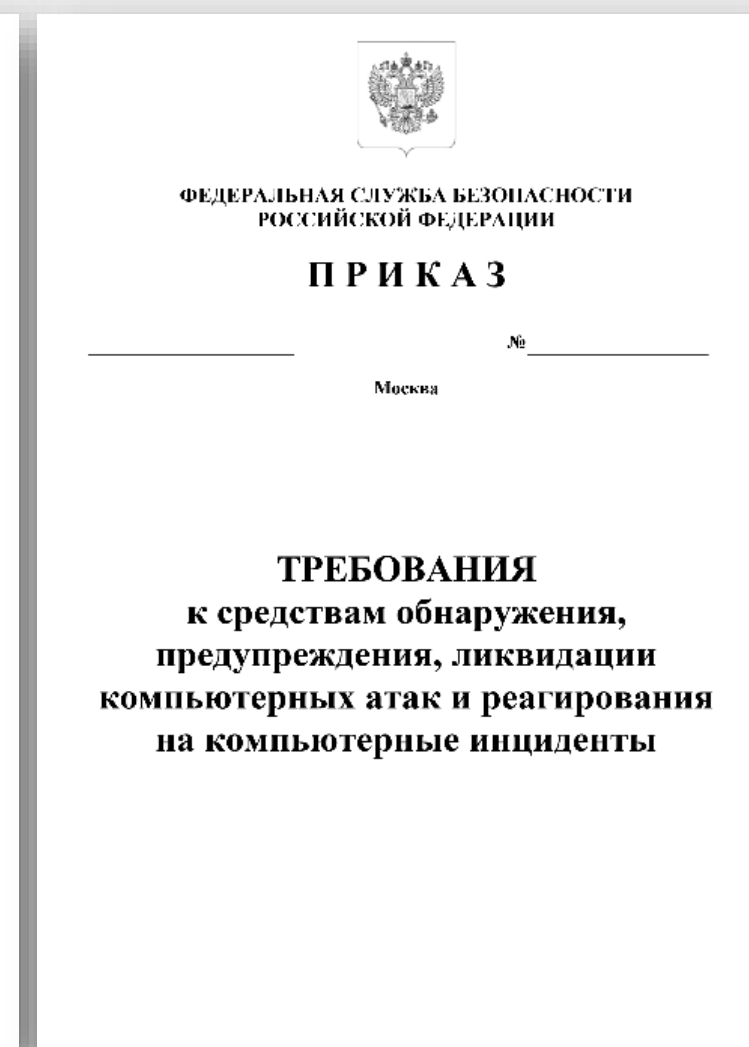 ФЕДЕРАЛЬНАЯ СЛУЖБА БЕЗОПАСНОСТИ
РОССИЙСКОЙ ФЕДЕРАЦИИ
П Р И К А З
№
Москва
ТРЕБОВАНИЯ
к средствам обнаружения,
предупреждения, ликвидации
компьютерных атак и реагирования
на компьютерные инциденты